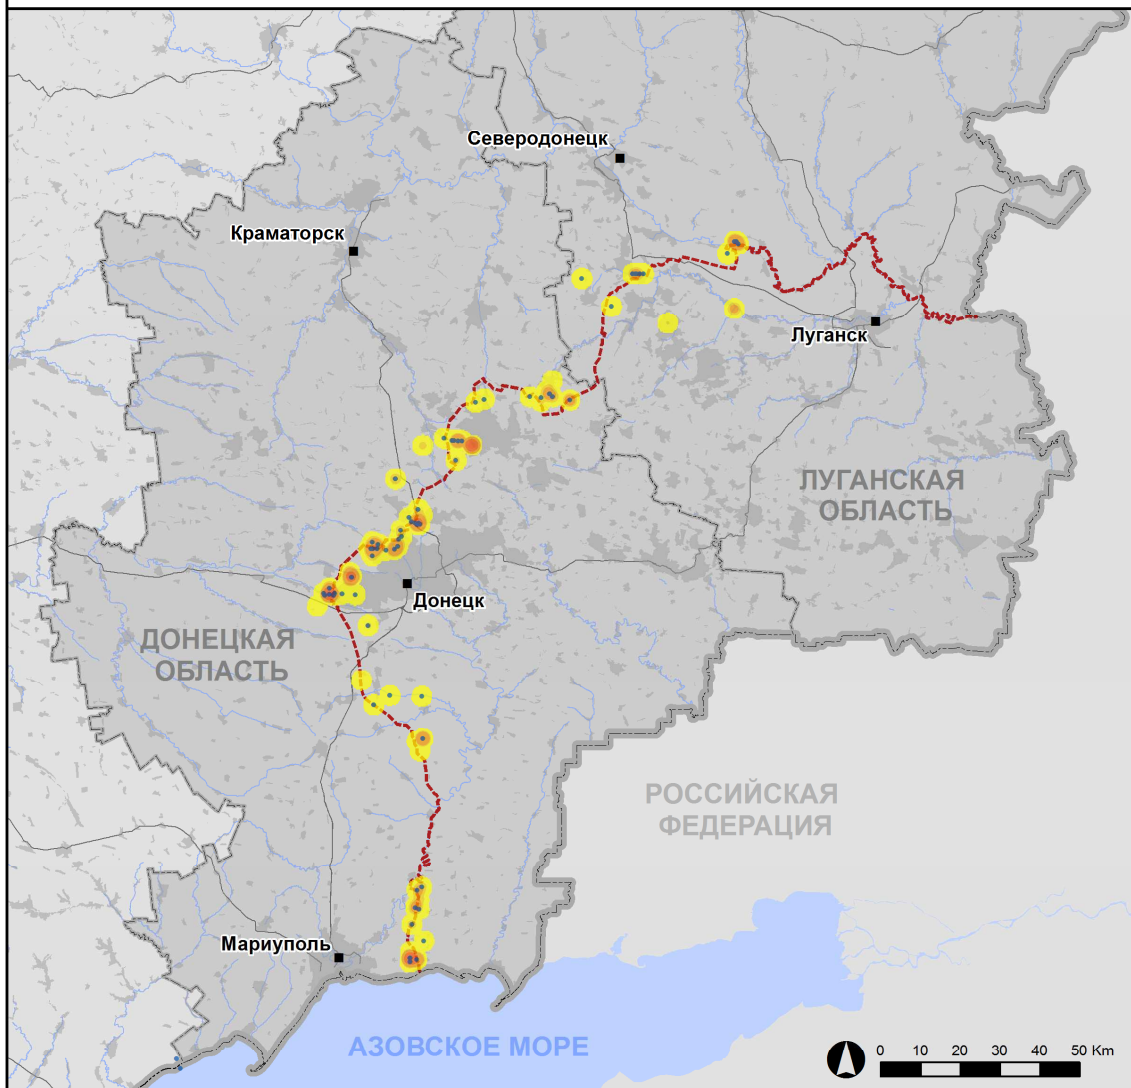 Северодонецк
Краматорск
Луганск
ЛУГАНСКАЯ
ОБЛАСТЬ
Донецк
ДОНЕЦКАЯ
ОБЛАСТЬ
РОССИЙСКАЯ
ФЕДЕРАЦИЯ
Мариуполь
АЗОВСКОЕ МОРЕ
0 10 20 30 40 50 Km